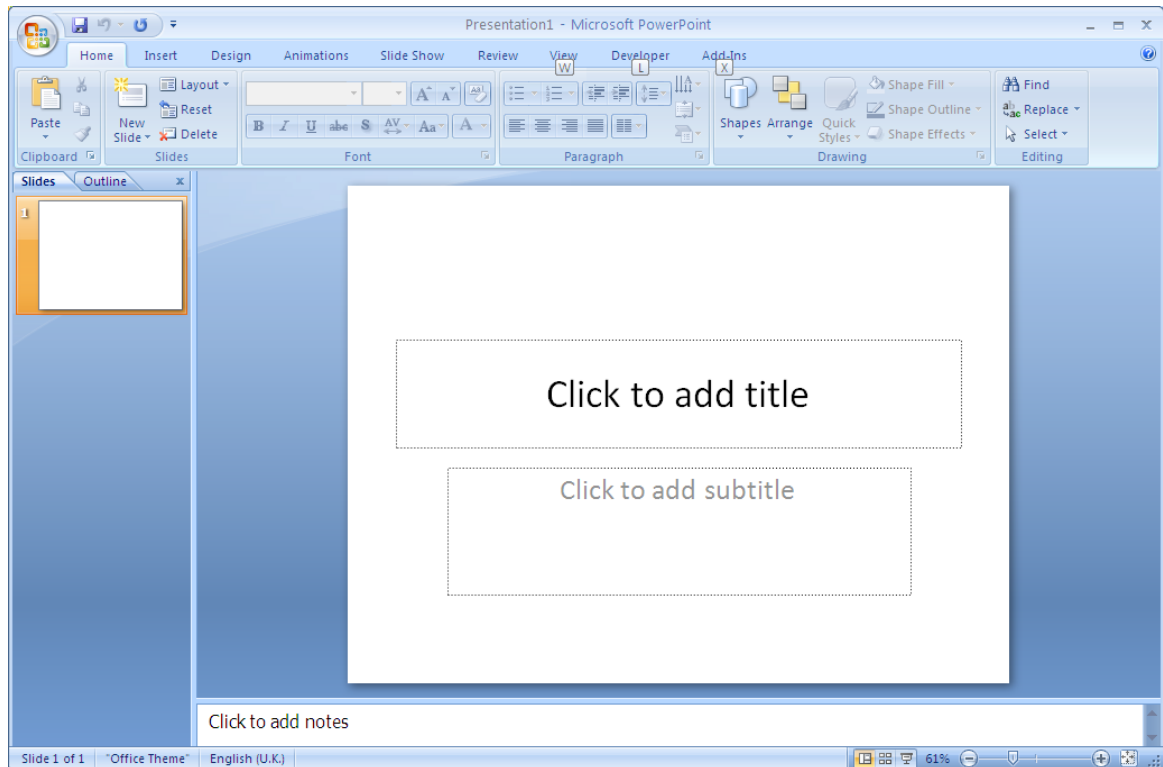 Presentation1 - Microsoft PowerPoint
Home Insert Design Animations Slide Show Review View Developer Add-Ins
W L X
Paste
New Slide
Layout
Reset
Delete
B I U abc S AV Aa A
A A
Shapes Arrange Quick Styles
Shape Fill
Shape Outline
Shape Effects
Find
Replace
Select
Clipboard Slides Font Paragraph Drawing Editing
Slides Outline x
1
Click to add title
Click to add subtitle
Click to add notes
Slide 1 of 1 "Office Theme" English (U.K.) 61%